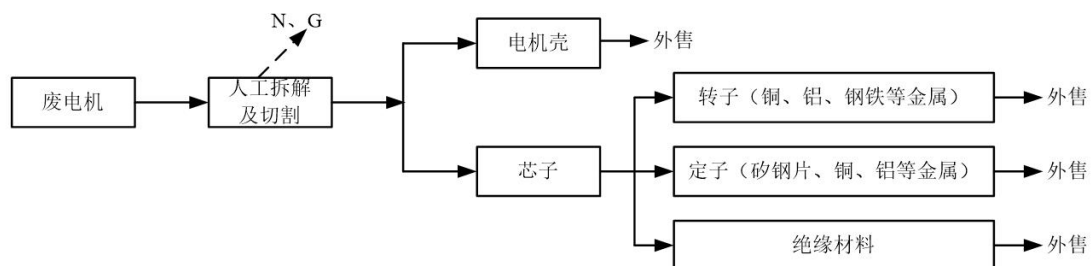 N、G
电机壳
外售
废电机
人工拆解
及切割
转子（铜、铝、钢铁等金属）
外售
芯子
定子（矽钢片、铜、铝等金属）
外售
绝缘材料
外售